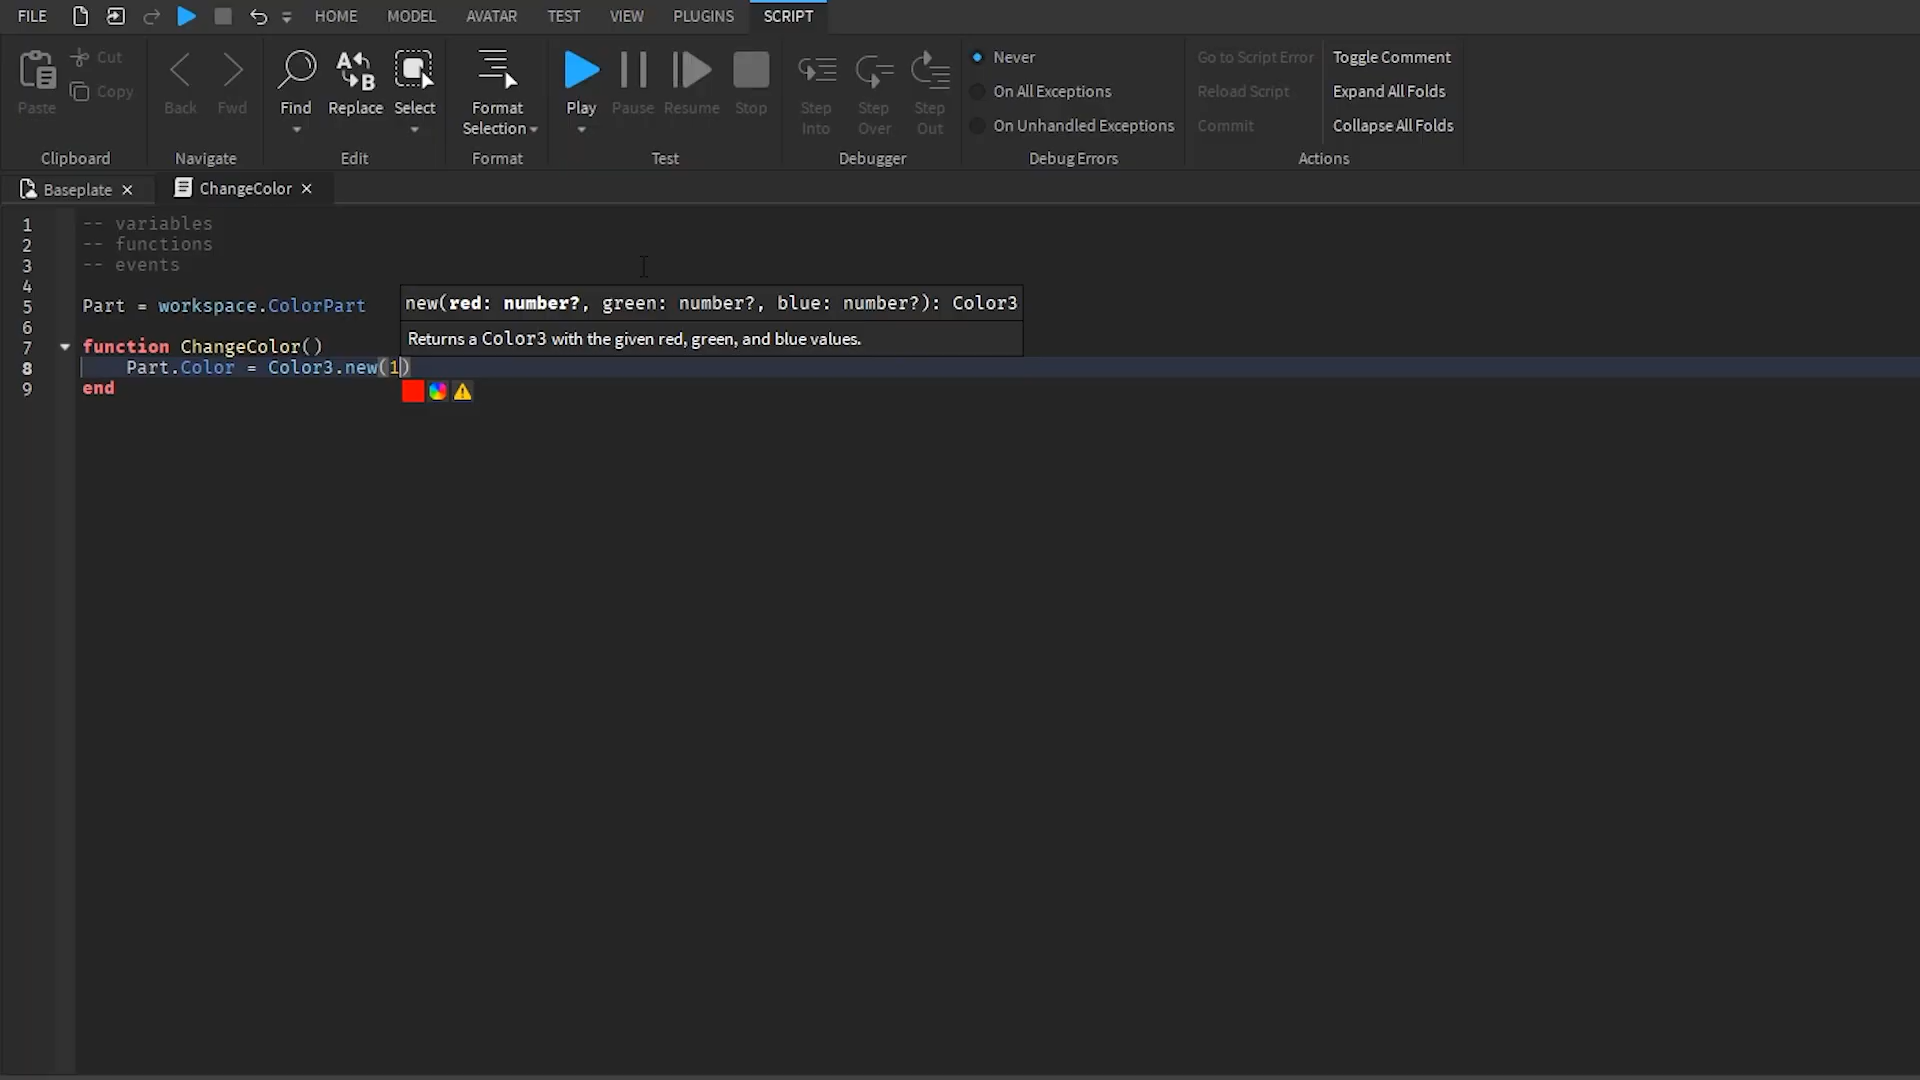 FILE HOME MODEL AVATAR TEST VIEW PLUGINS SCRIPT
Paste Cut Copy
Clipboard
Back Fwd
Navigate
Find Replace Select
Edit
Format Selection
Format
Play Pause Resume Stop
Test
Step Into Step Over Step Out
Debugger
Never
On All Exceptions
On Unhandled Exceptions
Debug Errors
Go to Script Error
Reload Script
Commit
Toggle Comment
Expand All Folds
Collapse All Folds
Actions
Baseplate × ChangeColor ×
1 -- variables
2 -- functions
3 -- events
4
5 Part = workspace.ColorPart
6
7 function ChangeColor()
8 Part.Color = Color3.new(1)
9 end
new(red: number?, green: number?, blue: number?): Color3
Returns a Color3 with the given red, green, and blue values.